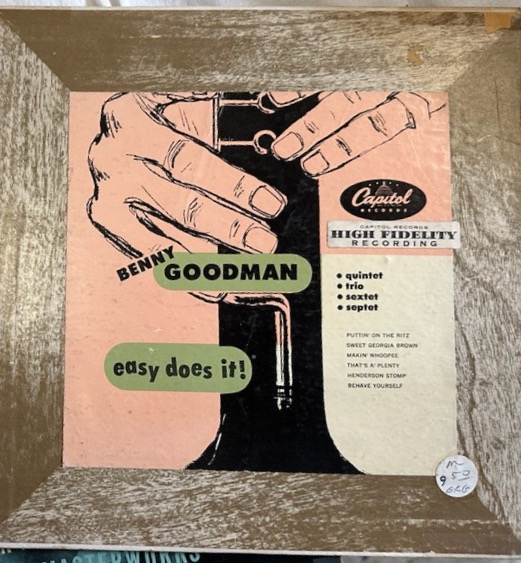 Capitol
RECORDS
CAPITOL RECORDS
HIGH FIDELITY
RECORDING
BENNY
GOODMAN
• quintet
• trio
• sextet
• septet
PUTTIN' ON THE RITZ
SWEET GEORGIA BROWN
MAKIN' WHOOPEE
THAT'S A' PLENTY
HENDERSON STOMP
BEHAVE YOURSELF
easy does it!
MASTERWORKS